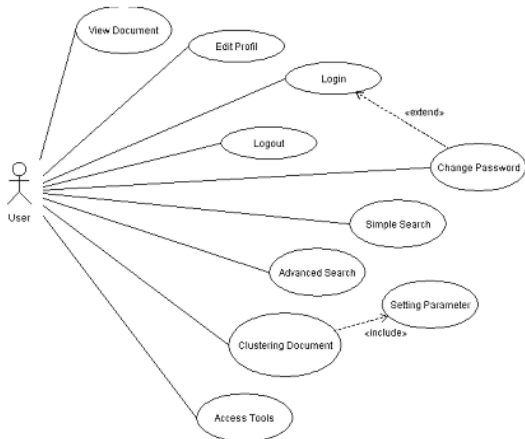 View Document
Edit Profil
Login
«extend»
Logout
Change Password
User
Simple Search
Advanced Search
Setting Parameter
«include»
Clustering Document
Access Tools